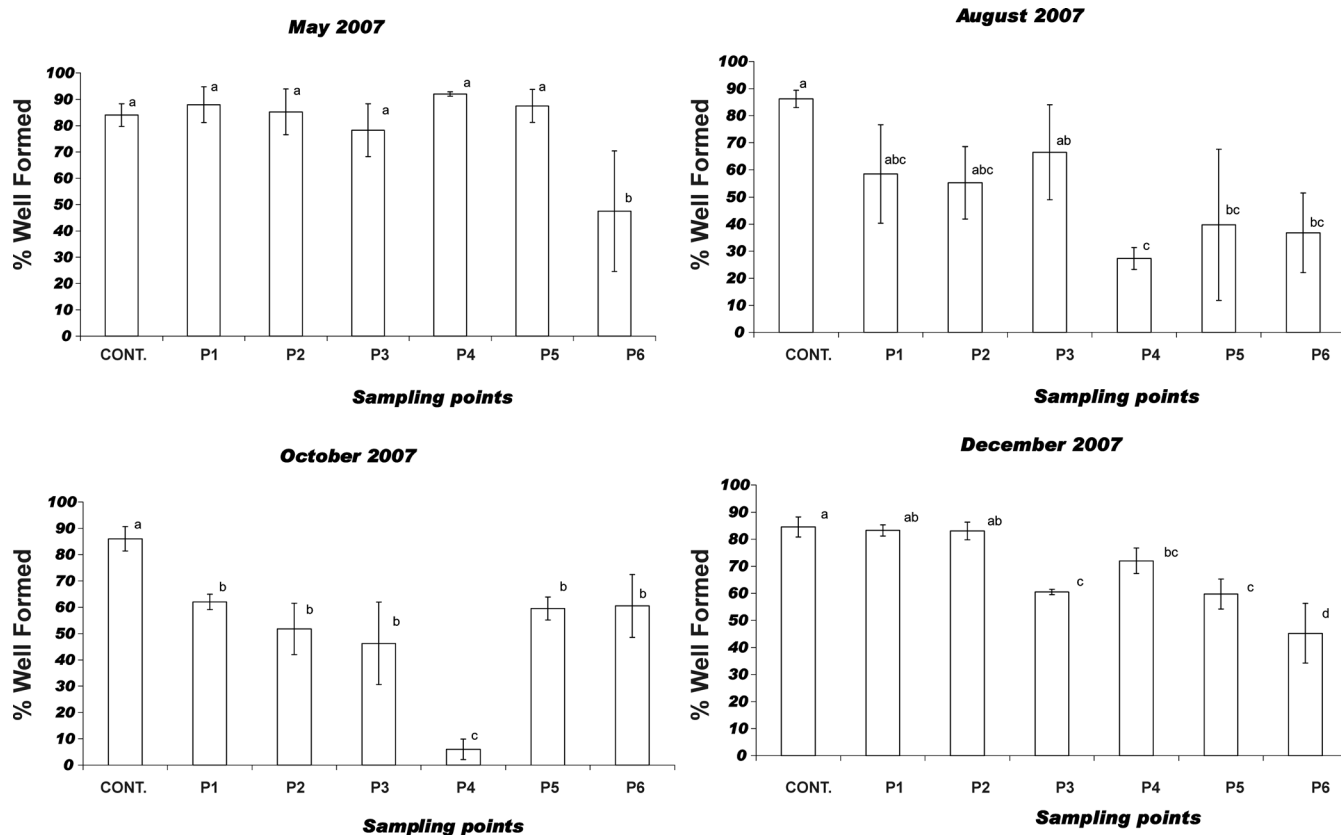 May 2007
% Well Formed
100
90
80
70
60
50
40
30
20
10
0
a
a
a
a
a
a
b
CONT. P1 P2 P3 P4 P5 P6
Sampling points
August 2007
% Well Formed
100
90
80
70
60
50
40
30
20
10
0
a
abc
abc
ab
c
bc
bc
CONT. P1 P2 P3 P4 P5 P6
Sampling points
October 2007
% Well Formed
100
90
80
70
60
50
40
30
20
10
0
a
b
b
b
c
b
b
CONT. P1 P2 P3 P4 P5 P6
Sampling points
December 2007
% Well Formed
100
90
80
70
60
50
40
30
20
10
0
a
ab
ab
c
bc
c
d
CONT. P1 P2 P3 P4 P5 P6
Sampling points